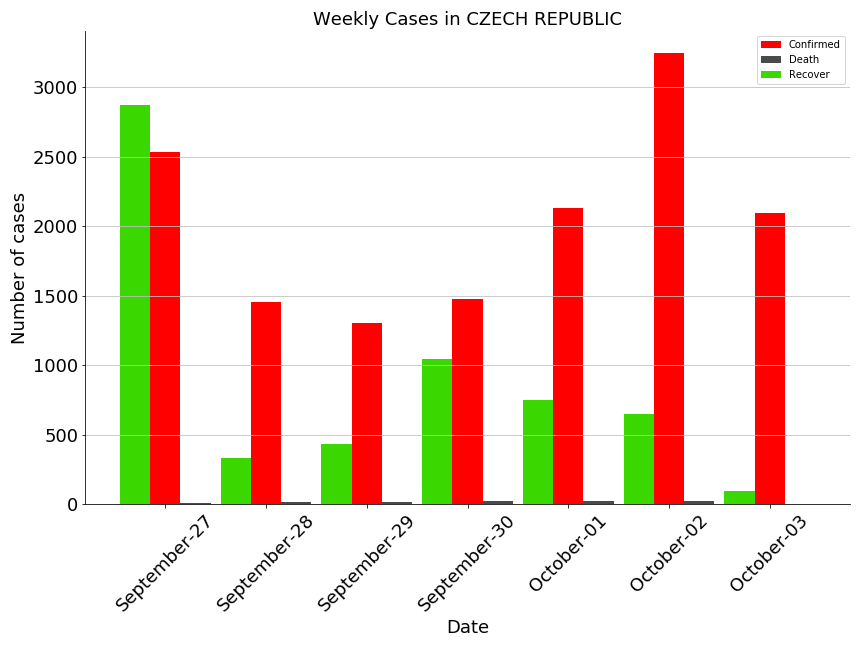 Weekly Cases in CZECH REPUBLIC
Confirmed
Death
Recover
Number of cases
3000
2500
2000
1500
1000
500
0
September-27
September-28
September-29
September-30
October-01
October-02
October-03
Date